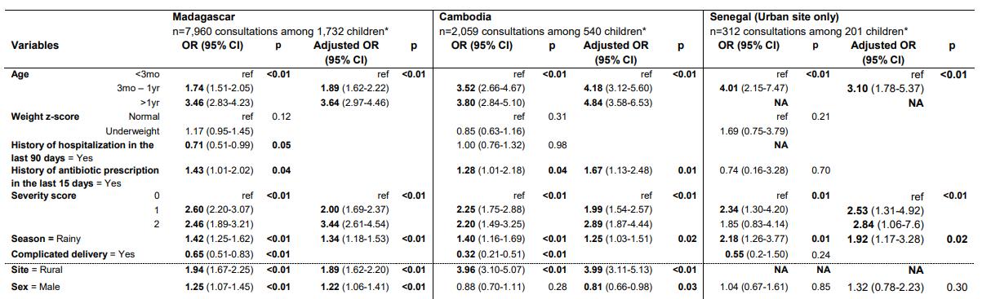 Madagascar Cambodia Senegal (Urban site only)
n=7,960 consultations among 1,732 children* n=2,059 consultations among 540 children* n=312 consultations among 201 children*
Variables OR (95% CI) p Adjusted OR p OR (95% CI) p Adjusted OR p OR (95% CI) p Adjusted OR p
(95% CI) (95% CI) (95% CI)
Age <3mo ref <0.01 ref <0.01 ref <0.01 ref <0.01 ref <0.01 ref <0.01
3mo – 1yr 1.74 (1.51-2.05) 1.89 (1.62-2.22) 3.52 (2.66-4.67) 4.18 (3.12-5.60) 4.01 (2.15-7.47) 3.10 (1.78-5.37)
>1yr 3.46 (2.83-4.23) 3.64 (2.97-4.46) 3.80 (2.84-5.10) 4.84 (3.58-6.53) NA NA
Weight z-score Normal ref 0.12 ref 0.31 ref 0.21
Underweight 1.17 (0.95-1.45) 0.85 (0.63-1.16) 1.69 (0.75-3.79)
History of hospitalization in the 0.71 (0.51-0.99) 0.05 1.00 (0.76-1.32) 0.98 NA
last 90 days = Yes
History of antibiotic prescription 1.43 (1.01-2.02) 0.04 1.28 (1.01-2.18) 0.04 1.67 (1.13-2.48) 0.01 0.74 (0.16-3.28) 0.70
in the last 15 days = Yes
Severity score 0 ref <0.01 ref <0.01 ref <0.01 ref <0.01 ref 0.01 ref <0.01
1 2.60 (2.20-3.07) 2.00 (1.69-2.37) 2.25 (1.75-2.88) 1.99 (1.54-2.57) 2.34 (1.30-4.20) 2.53 (1.31-4.92)
2 2.46 (1.89-3.21) 3.44 (2.61-4.54) 2.20 (1.49-3.25) 2.89 (1.87-4.44) 1.85 (0.83-4.14) 2.84 (1.06-7.6)
Season = Rainy 1.42 (1.25-1.62) <0.01 1.34 (1.18-1.53) <0.01 1.40 (1.16-1.69) <0.01 1.25 (1.03-1.51) 0.02 2.18 (1.26-3.77) 0.01 1.92 (1.17-3.28) 0.02
Complicated delivery = Yes 0.65 (0.51-0.83) <0.01 0.32 (0.21-0.51) <0.01 0.55 (0.2-1.50) 0.24
Site = Rural 1.94 (1.67-2.25) <0.01 1.89 (1.62-2.20) <0.01 3.96 (3.10-5.07) <0.01 3.99 (3.11-5.13) <0.01 NA NA NA
Sex = Male 1.25 (1.07-1.45) <0.01 1.22 (1.06-1.41) <0.01 0.88 (0.70-1.11) 0.28 0.81 (0.66-0.98) 0.03 1.04 (0.67-1.61) 0.85 1.32 (0.78-2.23) 0.30